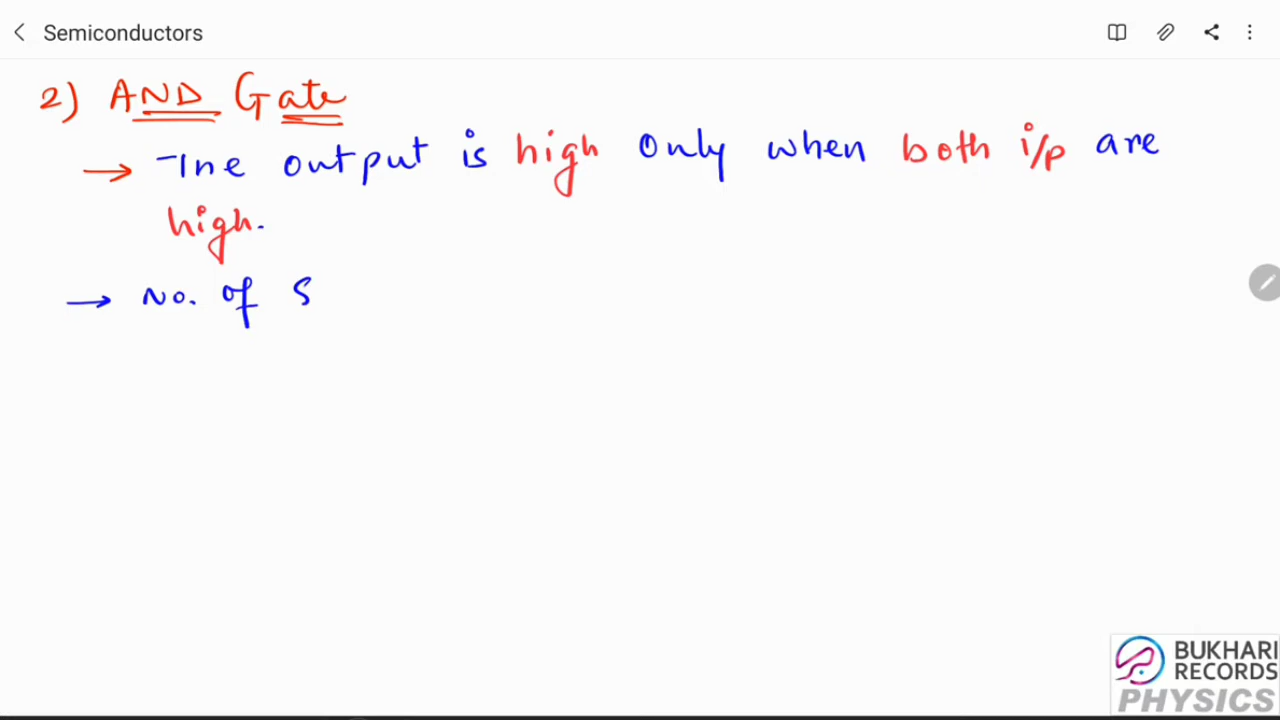 Semiconductors
2) AND Gate
→ The output is high only when both i/p are
high.
→ No. of S
BUKHARI
RECORDS
PHYSICS